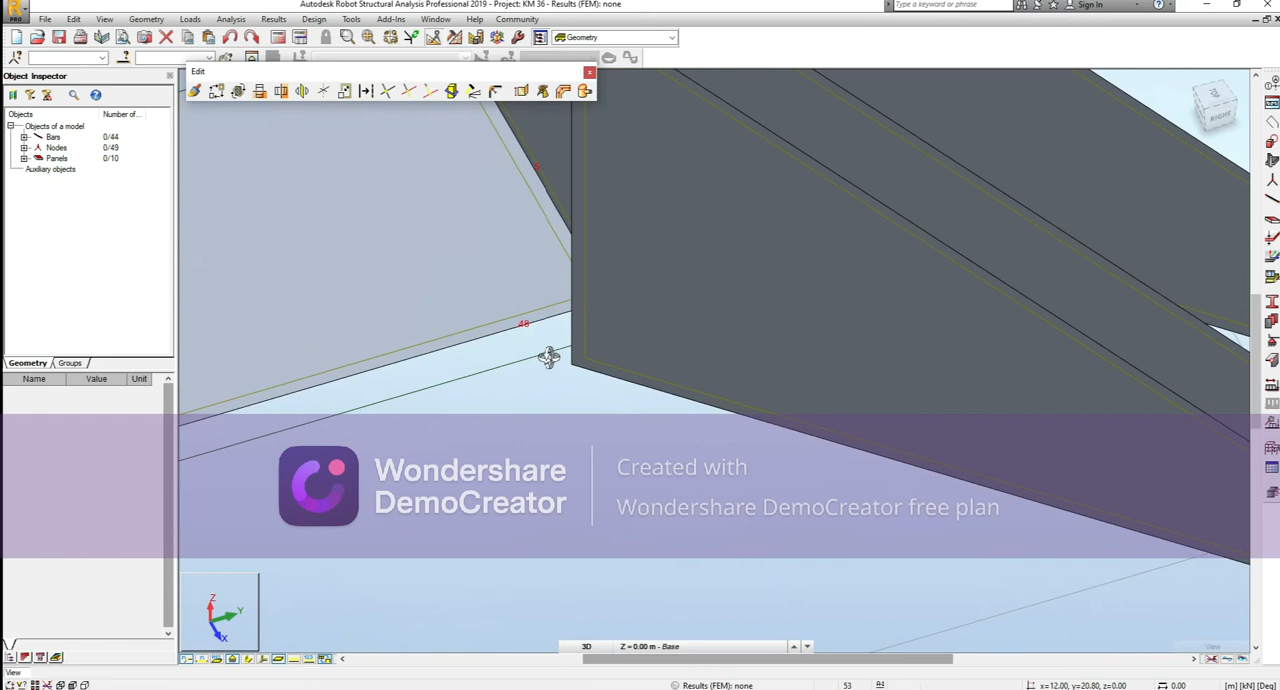 Autodesk Robot Structural Analysis Professional 2019 - Project: KM 36 - Results (FEM): none
Type a keyword or phrase
Sign In
PRO
File Edit View Geometry Loads Analysis Results Design Tools Add-Ins Window Help Community
Geometry
Object Inspector
Edit
Objects Number of...
Objects of a model
Bars 0/44
Nodes 0/49
Panels 0/10
Auxiliary objects
RIGHT
48
Geometry Groups
Name Value Unit
Wondershare
DemoCreator
Created with
Wondershare DemoCreator free plan
Z
Y
X
3D Z = 0.00 m - Base
View
View
Results (FEM): none 53 x=12.00, y=20.80, z=0.00 0.00 [m] [kN] [Deg]